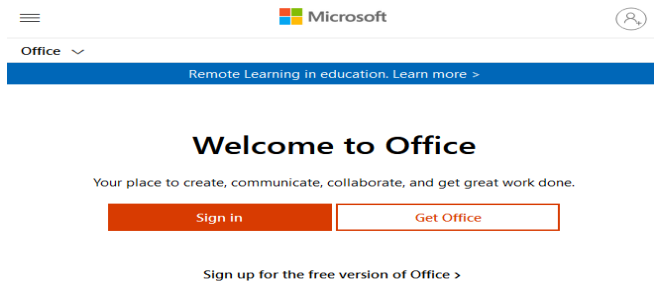 Microsoft
Office
Remote Learning in education. Learn more >
Welcome to Office
Your place to create, communicate, collaborate, and get great work done.
Sign in
Get Office
Sign up for the free version of Office >